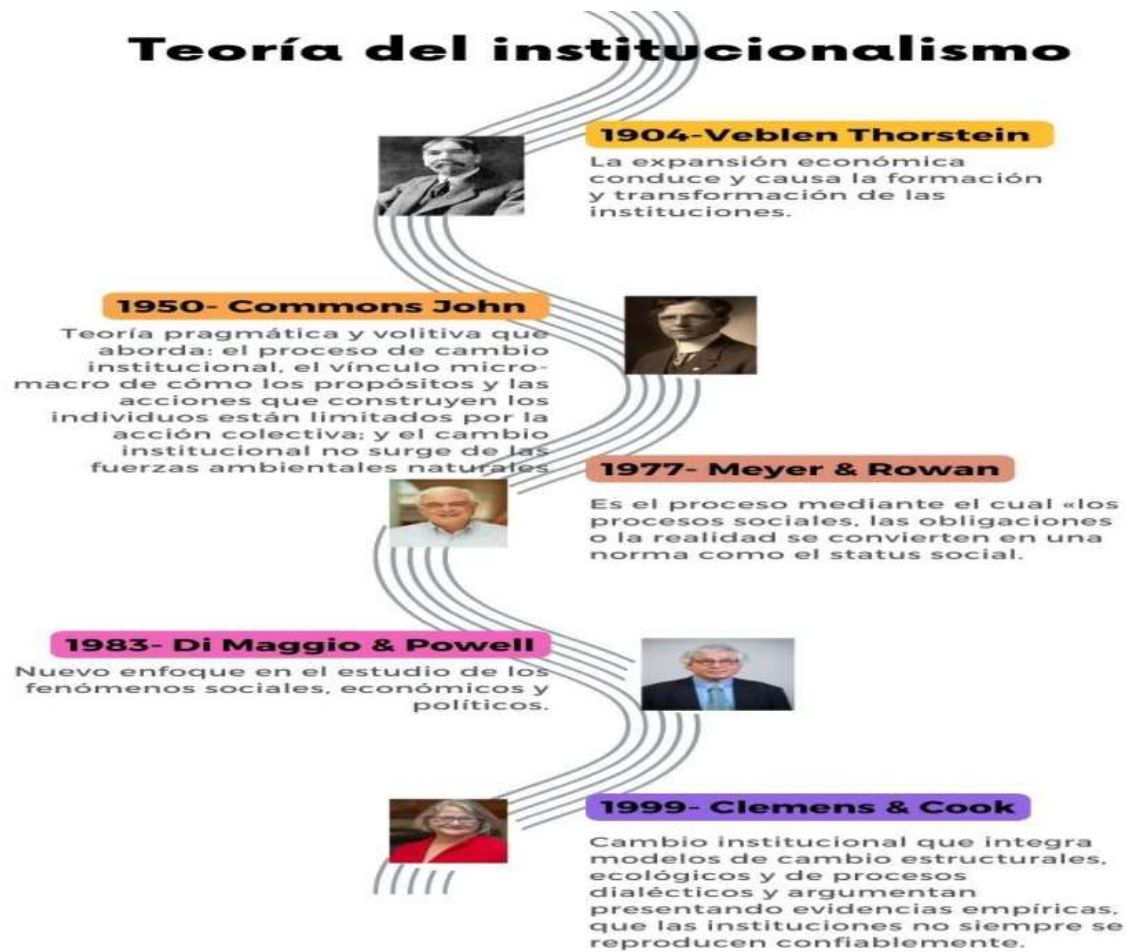 Teoría del institucionalismo
1904-Veblen Thorstein
La expansión económica
conduce y causa la formación
y transformación de las
instituciones.
1950- Commons John
Teoría pragmática y volitiva que
aborda: el proceso de cambio
institucional, el vínculo micro-
macro de cómo los propósitos y las
acciones que construyen los
individuos están limitados por la
acción colectiva; y el cambio
institucional no surge de las
fuerzas ambientales naturales
1977- Meyer & Rowan
Es el proceso mediante el cual «los
procesos sociales, las obligaciones
o la realidad se convierten en una
norma como el status social.
1983- Di Maggio & Powell
Nuevo enfoque en el estudio de los
fenómenos sociales, económicos y
políticos.
1999- Clemens & Cook
Cambio institucional que integra
modelos de cambio estructurales,
ecológicos y de procesos
dialécticos y argumentan
presentando evidencias empíricas,
que las instituciones no siempre se
reproducen confiablemente.